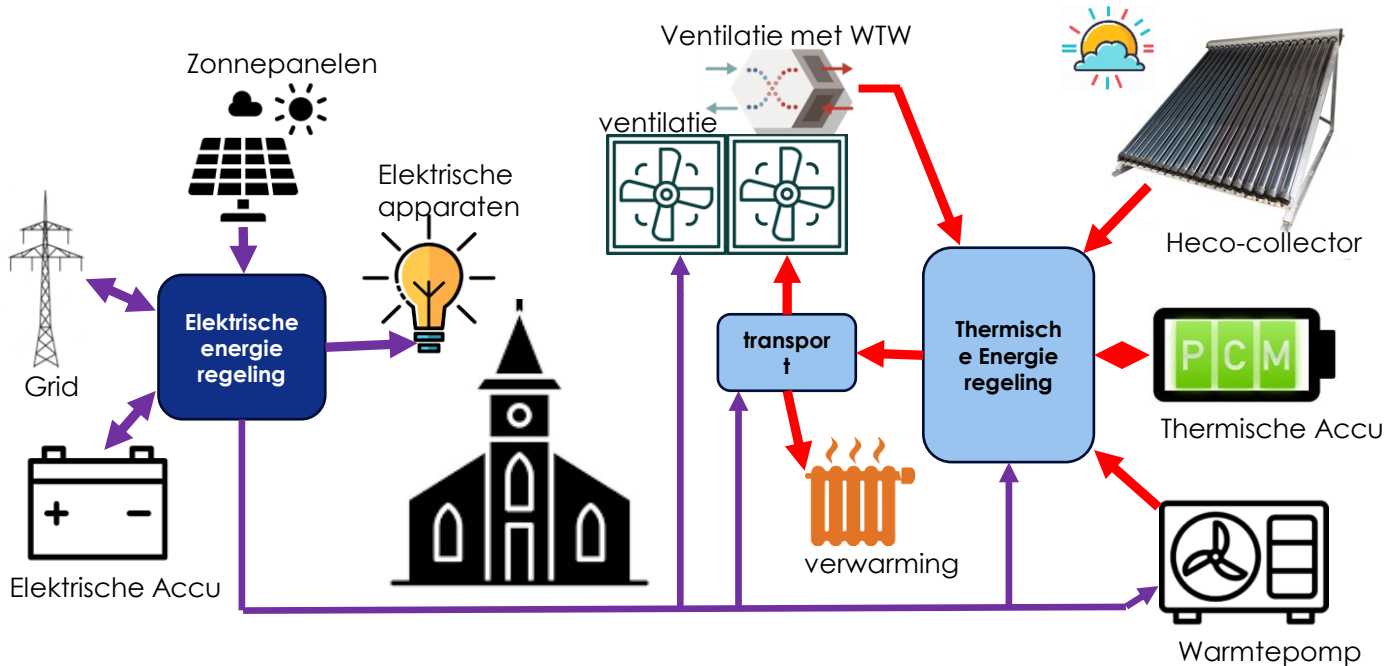 Zonnepanelen
Ventilatie met WTW
ventilatie
Elektrische
apparaten
Heco-collector
Elektrische
energie
regeling
Grid
transpor
t
Thermisch
e Energie
regeling
P C M
Thermische Accu
+ -
Elektrische Accu
verwarming
Warmtepomp